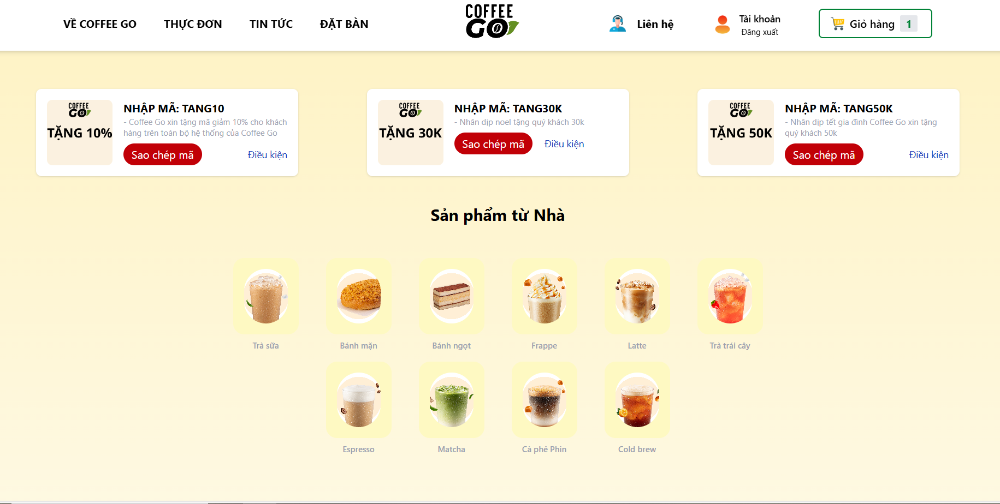 VỀ COFFEE GO
THỰC ĐƠN
TIN TỨC
ĐẶT BÀN
COFFEE
GO
Liên hệ
Tài khoản
Đăng xuất
Giỏ hàng 1
COFFEE
GO
TẶNG 10%
NHẬP MÃ: TANG10
- Coffee Go xin tặng mã giảm 10% cho khách
hàng trên toàn bộ hệ thống của Coffee Go
Sao chép mã
Điều kiện
COFFEE
GO
TẶNG 30K
NHẬP MÃ: TANG30K
- Nhân dịp noel tặng quý khách 30k
Sao chép mã
Điều kiện
COFFEE
GO
TẶNG 50K
NHẬP MÃ: TANG50K
- Nhân dịp tết gia đình Coffee Go xin tặng
quý khách 50k
Sao chép mã
Điều kiện
Sản phẩm từ Nhà
Trà sữa
Bánh mặn
Bánh ngọt
Frappe
Latte
Trà trái cây
Espresso
Matcha
Cà phê Phin
Cold brew